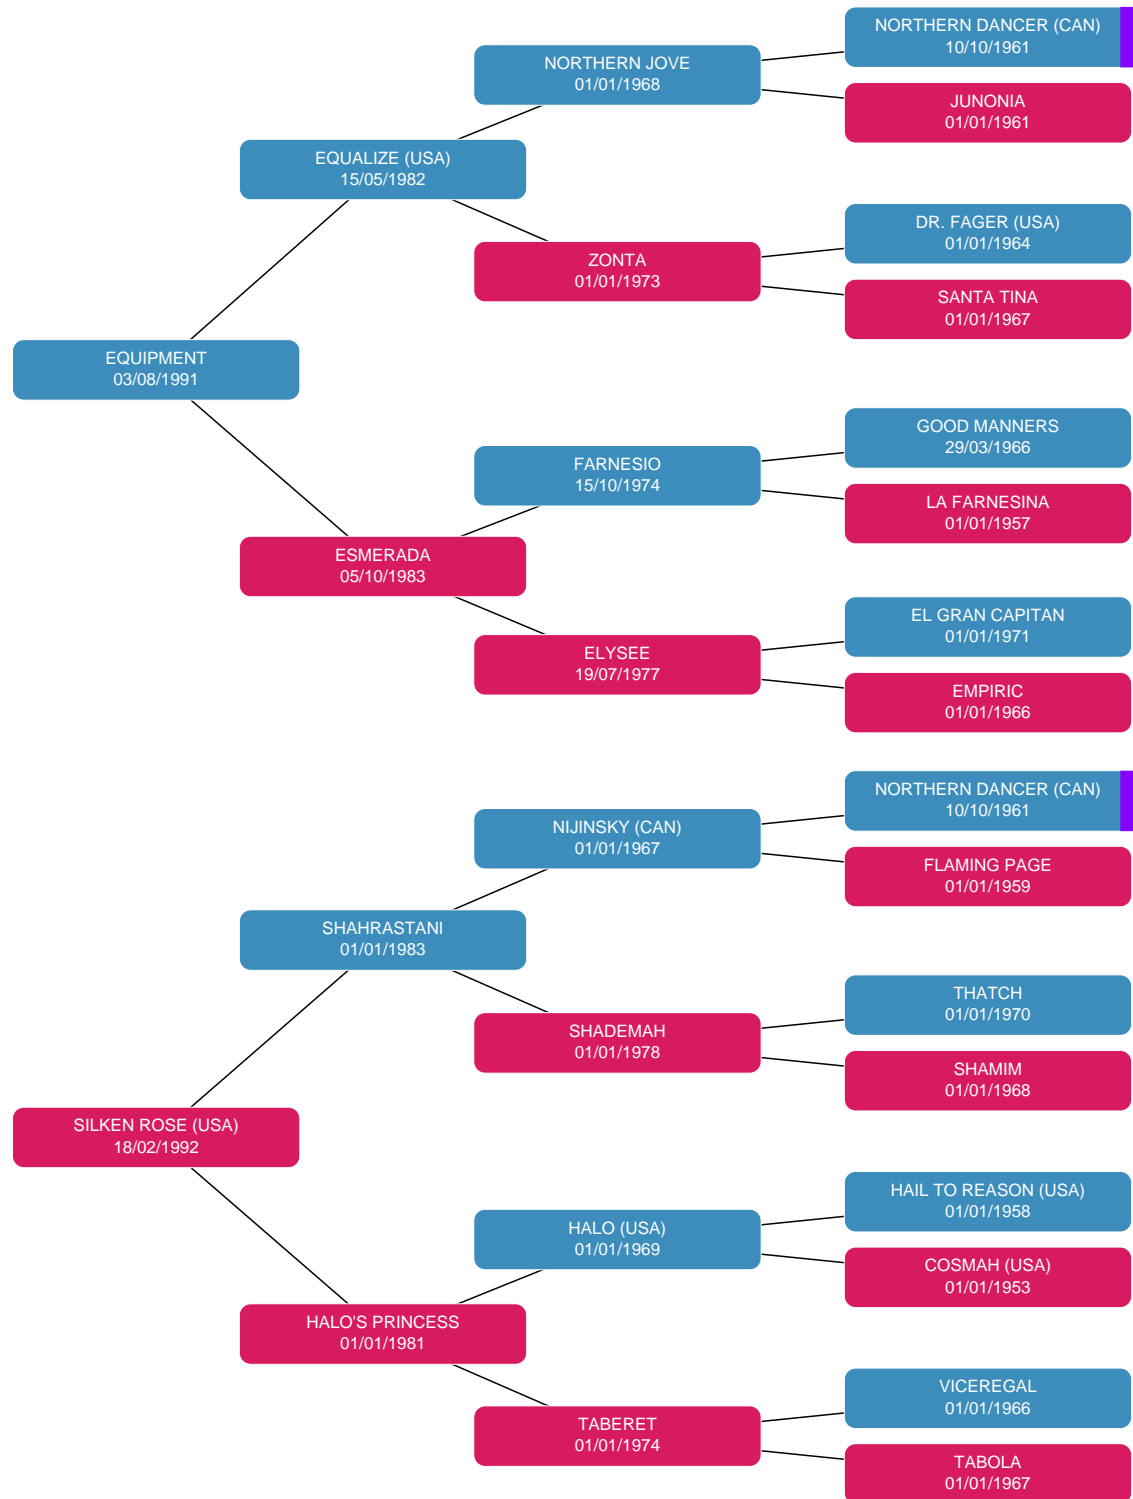 NORTHERN DANCER (CAN)
10/10/1961
NORTHERN JOVE
01/01/1968
JUNONIA
01/01/1961
EQUALIZE (USA)
15/05/1982
DR. FAGER (USA)
01/01/1964
ZONTA
01/01/1973
SANTA TINA
01/01/1967
EQUIPMENT
03/08/1991
GOOD MANNERS
29/03/1966
FARNESIO
15/10/1974
LA FARNESINA
01/01/1957
ESMERADA
05/10/1983
EL GRAN CAPITAN
01/01/1971
ELYSEE
19/07/1977
EMPIRIC
01/01/1966
NORTHERN DANCER (CAN)
10/10/1961
NIJINSKY (CAN)
01/01/1967
FLAMING PAGE
01/01/1959
SHAHRASTANI
01/01/1983
THATCH
01/01/1970
SHADEMAH
01/01/1978
SHAMIM
01/01/1968
SILKEN ROSE (USA)
18/02/1992
HAIL TO REASON (USA)
01/01/1958
HALO (USA)
01/01/1969
COSMAH (USA)
01/01/1953
HALO'S PRINCESS
01/01/1981
VICEREGAL
01/01/1966
TABERET
01/01/1974
TABOLA
01/01/1967